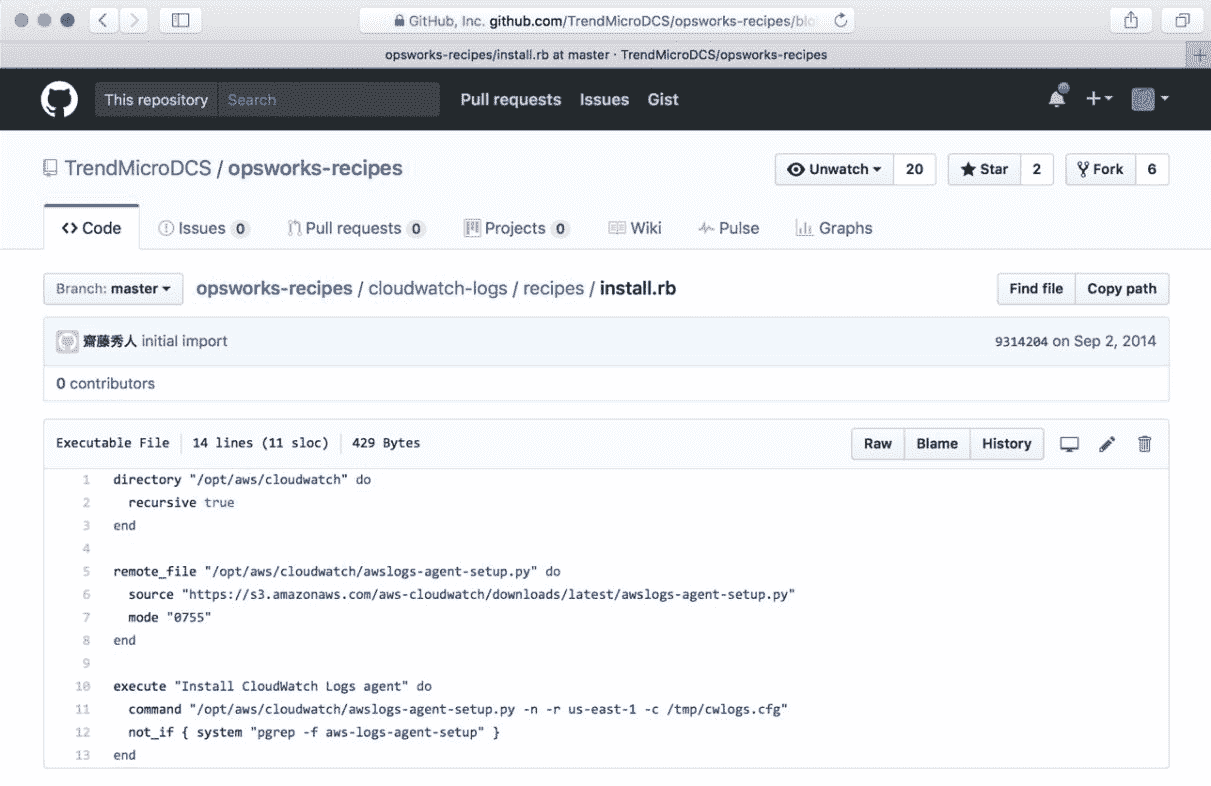 GitHub, Inc. github.com/TrendMicroDCS/opsworks-recipes/blo
opsworks-recipes/install.rb at master · TrendMicroDCS/opsworks-recipes
This repository Search Pull requests Issues Gist
TrendMicroDCS / opsworks-recipes Unwatch 20 Star 2 Fork 6
<> Code Issues 0 Pull requests 0 Projects 0 Wiki Pulse Graphs
Branch: master opsworks-recipes / cloudwatch-logs / recipes / install.rb Find file Copy path
齋藤秀人 initial import 9314204 on Sep 2, 2014
0 contributors
Executable File 14 lines (11 sloc) 429 Bytes Raw Blame History
1 directory "/opt/aws/cloudwatch" do
2 recursive true
3 end
4
5 remote_file "/opt/aws/cloudwatch/awslogs-agent-setup.py" do
6 source "https://s3.amazonaws.com/aws-cloudwatch/downloads/latest/awslogs-agent-setup.py"
7 mode "0755"
8 end
9
10 execute "Install CloudWatch Logs agent" do
11 command "/opt/aws/cloudwatch/awslogs-agent-setup.py -n -r us-east-1 -c /tmp/cwlogs.cfg"
12 not_if { system "pgrep -f aws-logs-agent-setup" }
13 end